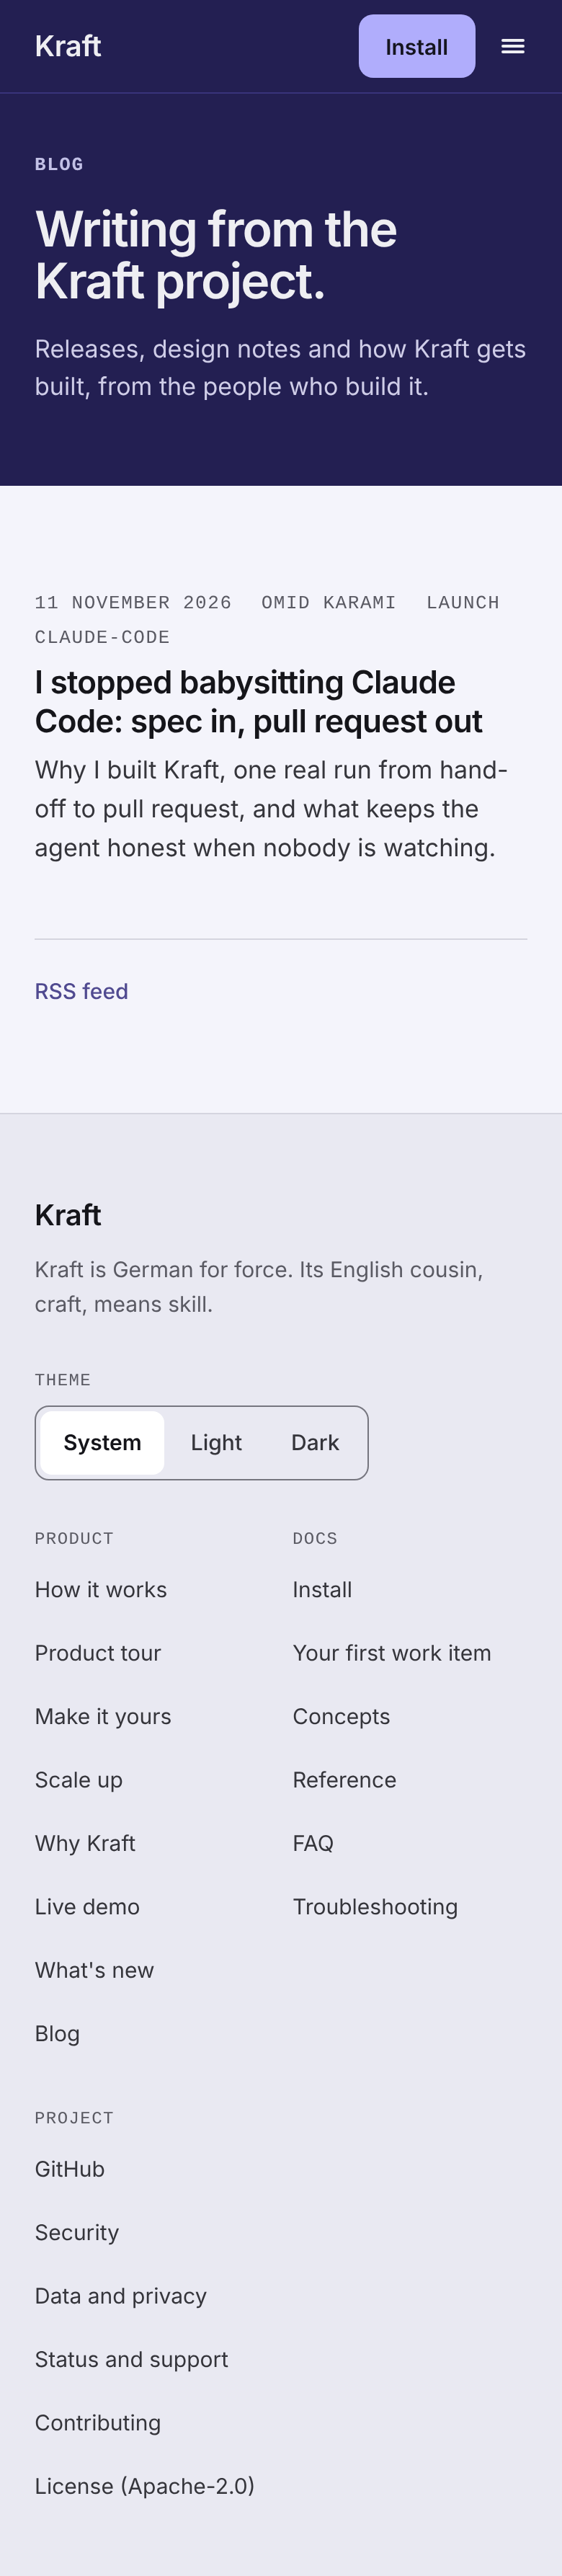 Kraft
Install
BLOG
Writing from the
Kraft project.
Releases, design notes and how Kraft gets
built, from the people who build it.
11 NOVEMBER 2026 OMID KARAMI LAUNCH
CLAUDE-CODE
I stopped babysitting Claude
Code: spec in, pull request out
Why I built Kraft, one real run from hand-
off to pull request, and what keeps the
agent honest when nobody is watching.
RSS feed
Kraft
Kraft is German for force. Its English cousin,
craft, means skill.
THEME
System Light Dark
PRODUCT
How it works
Product tour
Make it yours
Scale up
Why Kraft
Live demo
What's new
Blog
DOCS
Install
Your first work item
Concepts
Reference
FAQ
Troubleshooting
PROJECT
GitHub
Security
Data and privacy
Status and support
Contributing
License (Apache-2.0)